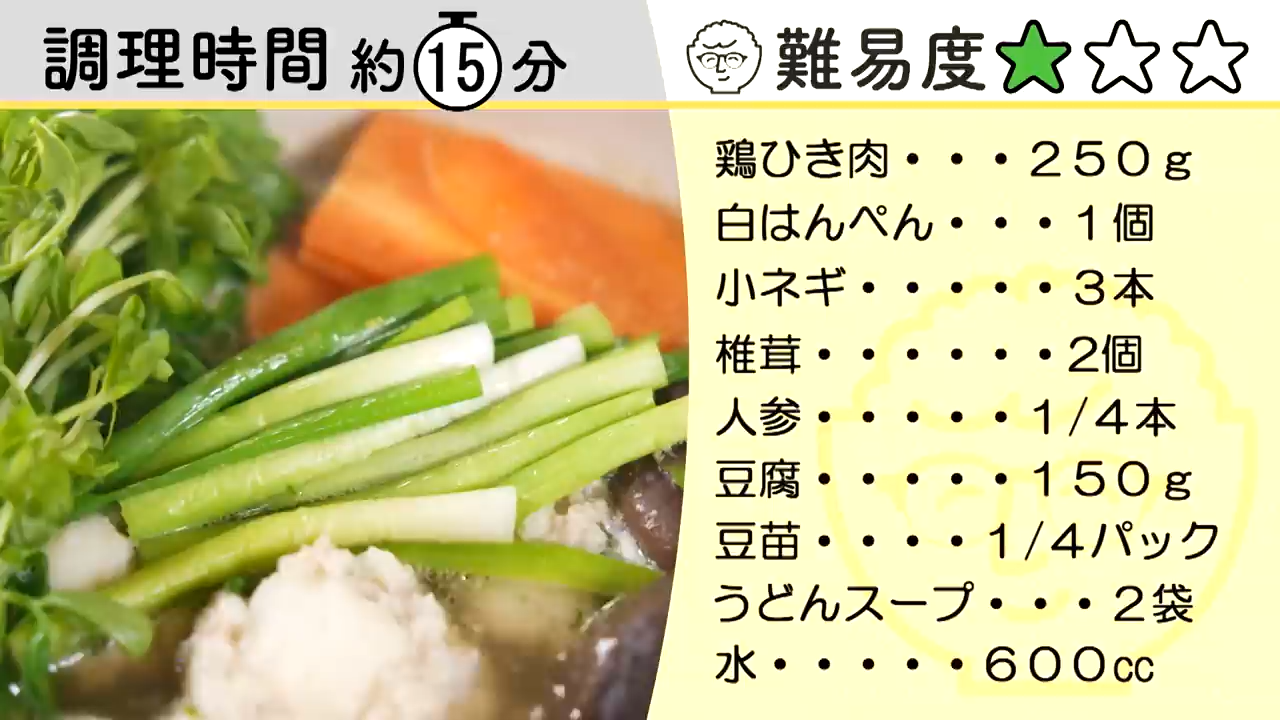 調理時間 約15分
難易度★☆☆
鶏ひき肉・・・２５０ｇ
白はんぺん・・・１個
小ネギ・・・・・３本
椎茸・・・・・・2個
人参・・・・・１/４本
豆腐・・・・・１５０ｇ
豆苗・・・・１/４パック
うどんスープ・・・２袋
水・・・・・６００㏄